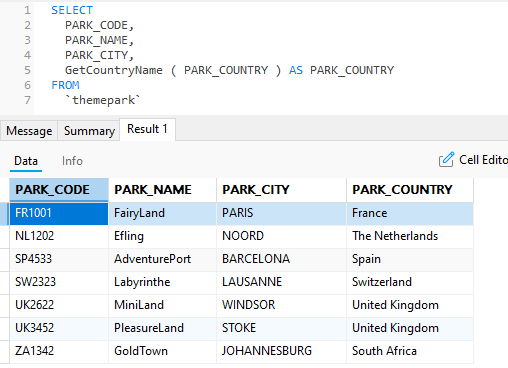 1 SELECT
2 PARK_CODE,
3 PARK_NAME,
4 PARK_CITY,
5 GetCountryName ( PARK_COUNTRY ) AS PARK_COUNTRY
6 FROM
7 `themepark`
Message Summary Result 1
Data Info Cell Edito
PARK_CODE PARK_NAME PARK_CITY PARK_COUNTRY
FR1001 FairyLand PARIS France
NL1202 Efling NOORD The Netherlands
SP4533 AdventurePort BARCELONA Spain
SW2323 Labyrinthe LAUSANNE Switzerland
UK2622 MiniLand WINDSOR United Kingdom
UK3452 PleasureLand STOKE United Kingdom
ZA1342 GoldTown JOHANNESBURG South Africa